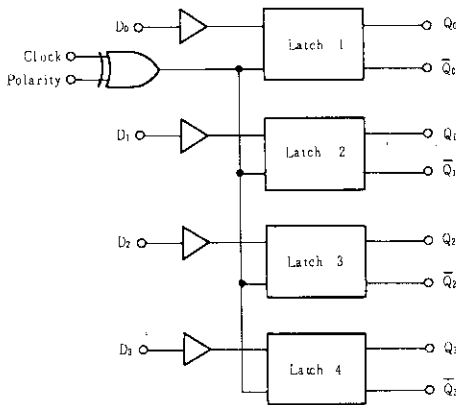 D₀
Latch 1
Q₀
Clock
Polarity
Q̅₀
D₁
Latch 2
Q₁
Q̅₁
D₂
Latch 3
Q₂
Q̅₂
D₃
Latch 4
Q₃
Q̅₃